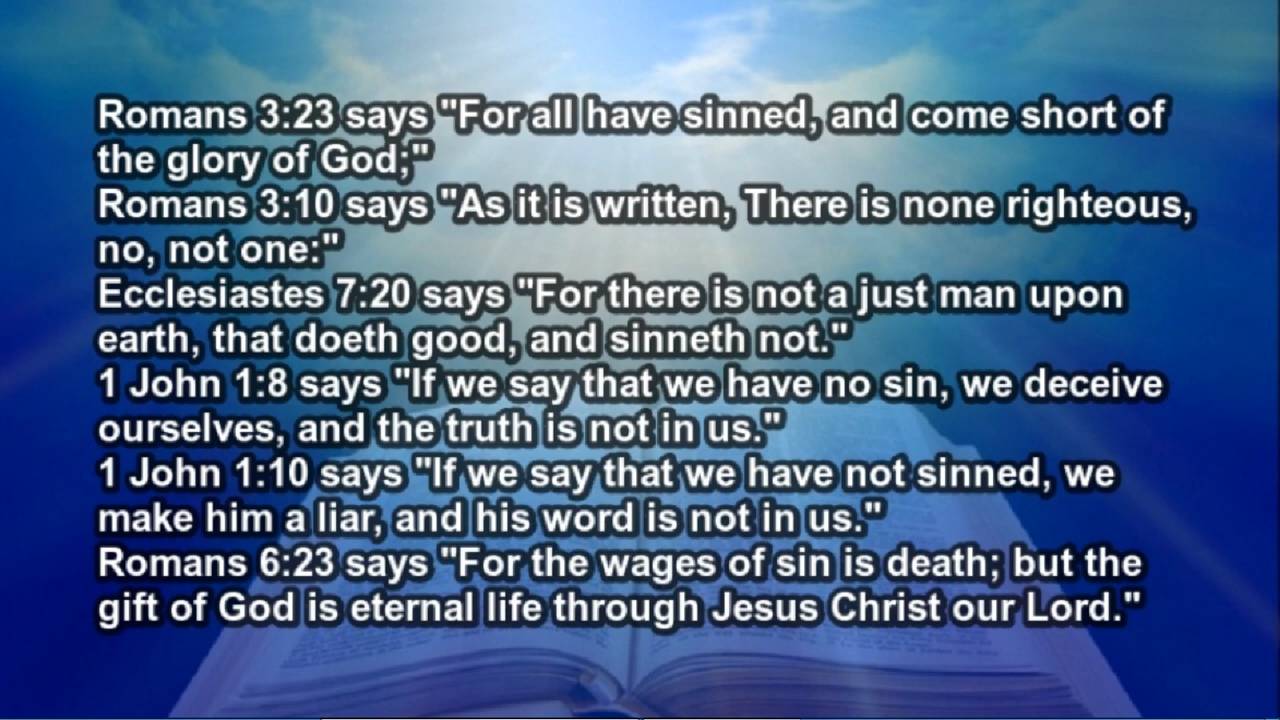 Romans 3:23 says "For all have sinned, and come short of
the glory of God;"
Romans 3:10 says "As it is written, There is none righteous,
no, not one:"
Ecclesiastes 7:20 says "For there is not a just man upon
earth, that doeth good, and sinneth not."
1 John 1:8 says "If we say that we have no sin, we deceive
ourselves, and the truth is not in us."
1 John 1:10 says "If we say that we have not sinned, we
make him a liar, and his word is not in us."
Romans 6:23 says "For the wages of sin is death; but the
gift of God is eternal life through Jesus Christ our Lord."